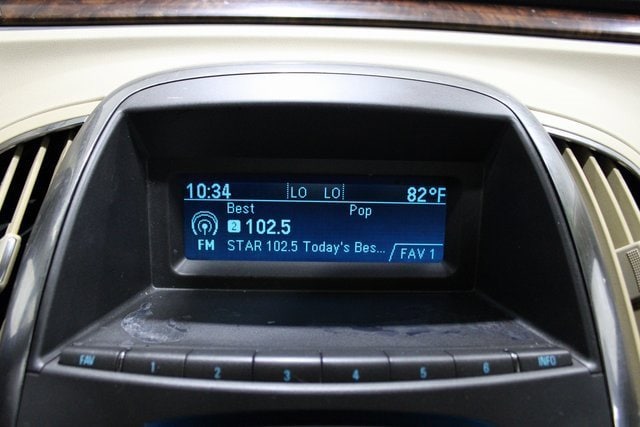 10:34 LO LO 82°F
Best Pop
2 102.5
FM STAR 102.5 Today's Bes... FAV 1
FAV 1 2 3 4 5 6 INFO